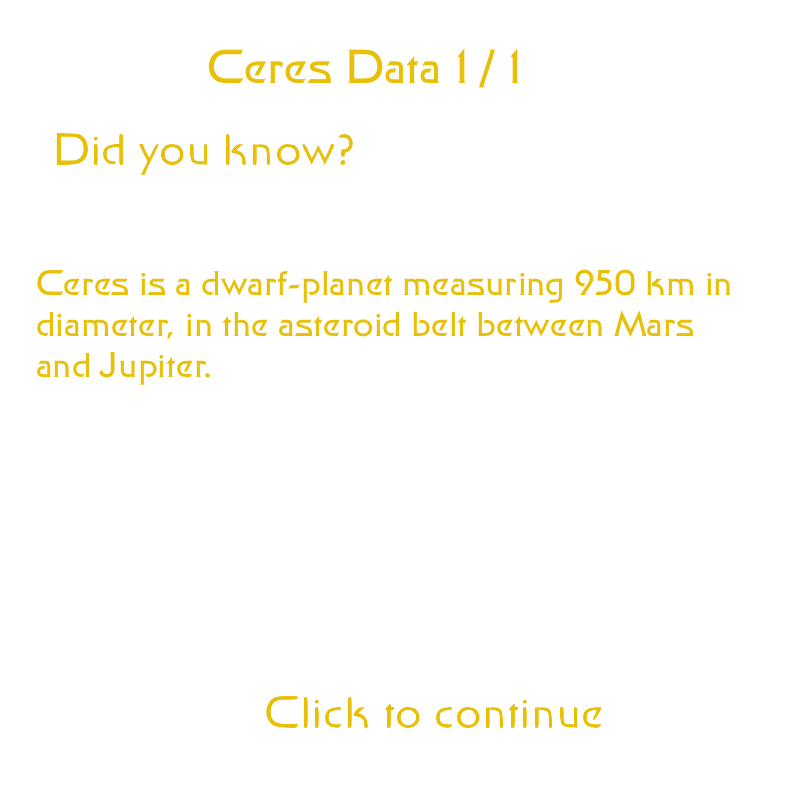 Ceres Data 1 / 1
Did you know?
Ceres is a dwarf-planet measuring 950 km in
diameter, in the asteroid belt between Mars
and Jupiter.
Click to continue